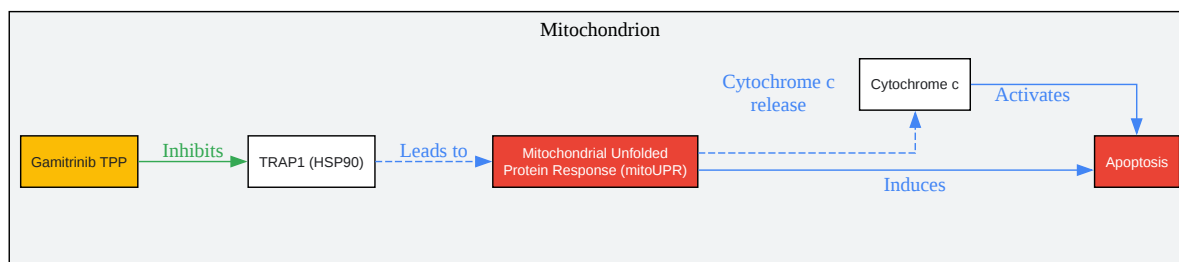 Mitochondrion
Cytochrome c
release
Cytochrome c
Activates
Gamitrinib TPP
Inhibits
TRAP1 (HSP90)
Leads to
Mitochondrial Unfolded
Protein Response (mitoUPR)
Induces
Apoptosis